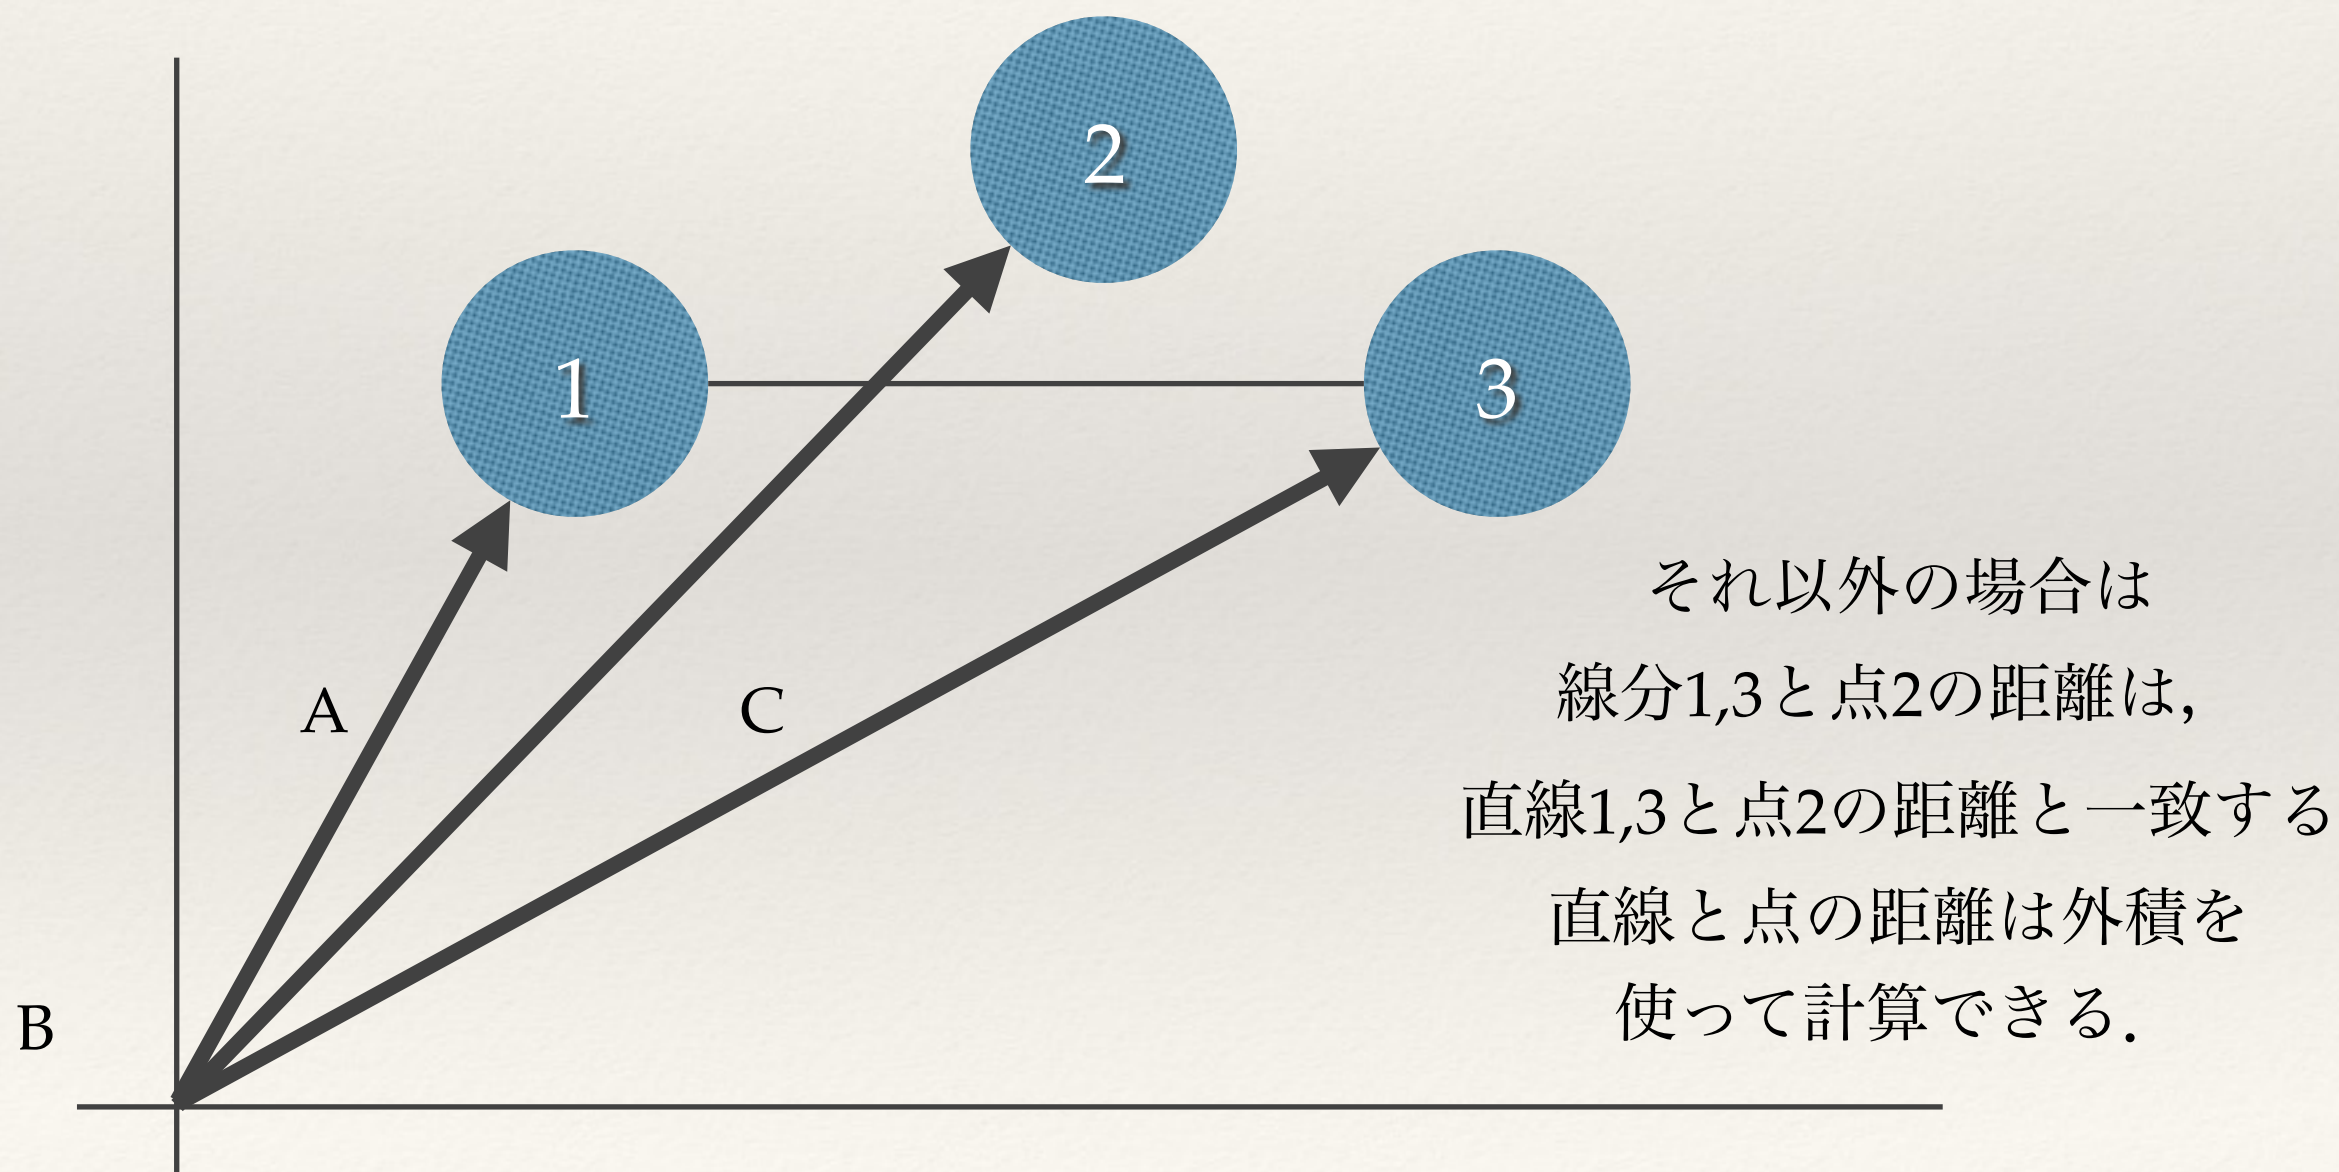 2
1
3
A
C
B
それ以外の場合は
線分1,3と点2の距離は,
直線1,3と点2の距離と一致する
直線と点の距離は外積を
使って計算できる.